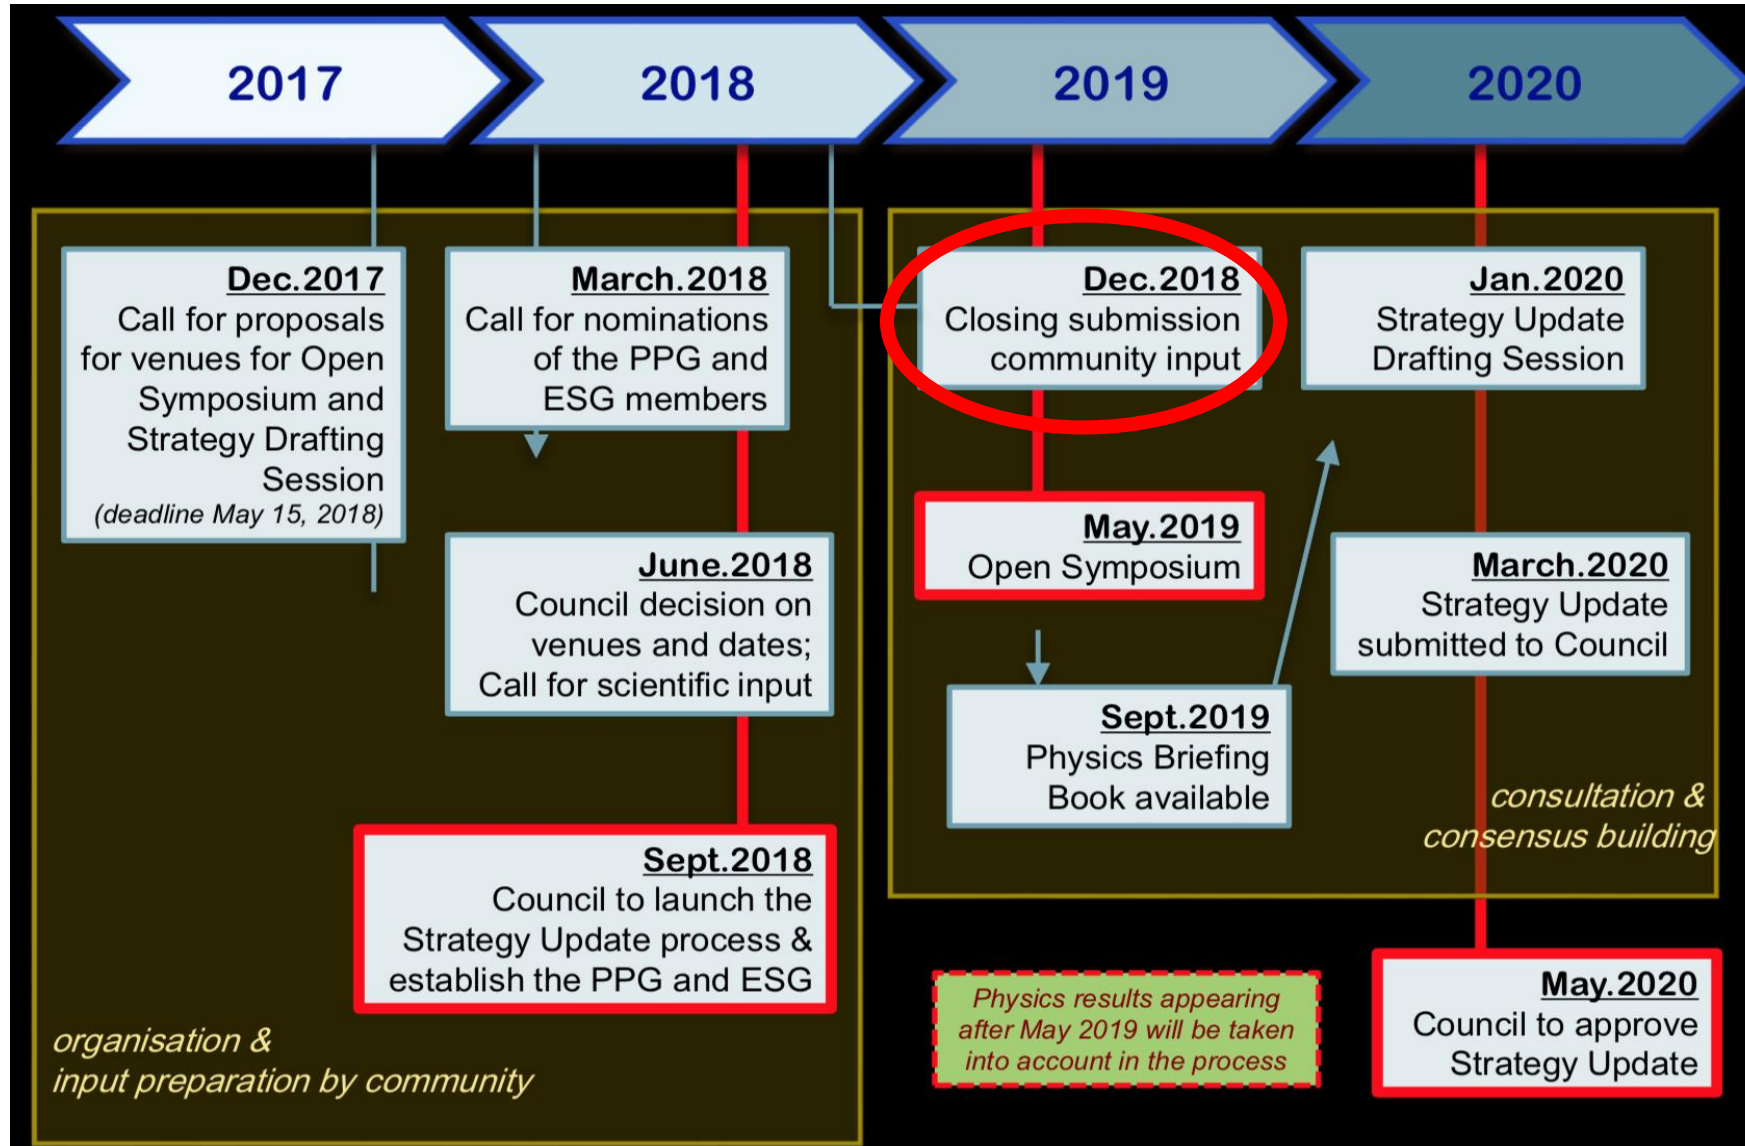 2017
2018
2019
2020
Dec.2017
Call for proposals
for venues for Open
Symposium and
Strategy Drafting
Session
(deadline May 15, 2018)
March.2018
Call for nominations
of the PPG and
ESG members
June.2018
Council decision on
venues and dates;
Call for scientific input
Sept.2018
Council to launch the
Strategy Update process &
establish the PPG and ESG
organisation &
input preparation by community
Dec.2018
Closing submission
community input
May.2019
Open Symposium
Sept.2019
Physics Briefing
Book available
Jan.2020
Strategy Update
Drafting Session
March.2020
Strategy Update
submitted to Council
consultation &
consensus building
Physics results appearing
after May 2019 will be taken
into account in the process
May.2020
Council to approve
Strategy Update